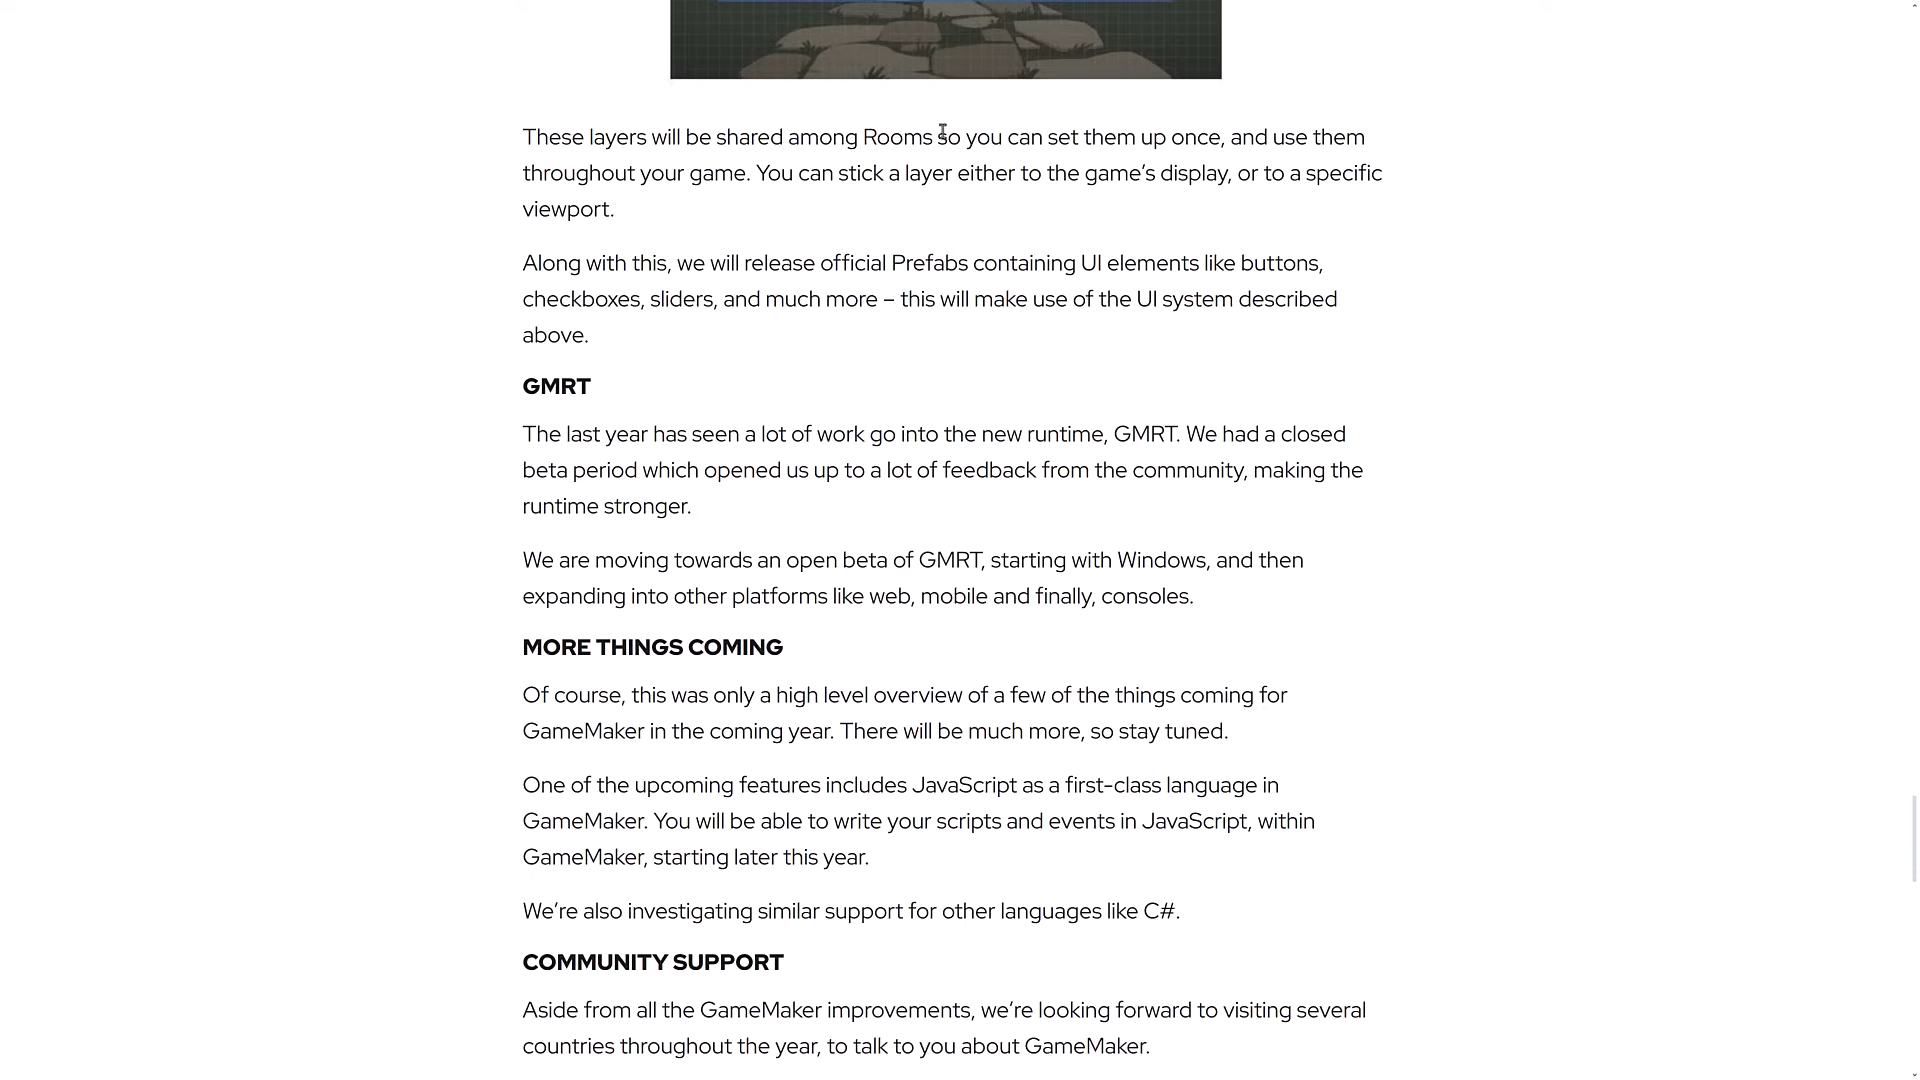 These layers will be shared among Rooms so you can set them up once, and use them
throughout your game. You can stick a layer either to the game’s display, or to a specific
viewport.
Along with this, we will release official Prefabs containing UI elements like buttons,
checkboxes, sliders, and much more – this will make use of the UI system described
above.
GMRT
The last year has seen a lot of work go into the new runtime, GMRT. We had a closed
beta period which opened us up to a lot of feedback from the community, making the
runtime stronger.
We are moving towards an open beta of GMRT, starting with Windows, and then
expanding into other platforms like web, mobile and finally, consoles.
MORE THINGS COMING
Of course, this was only a high level overview of a few of the things coming for
GameMaker in the coming year. There will be much more, so stay tuned.
One of the upcoming features includes JavaScript as a first-class language in
GameMaker. You will be able to write your scripts and events in JavaScript, within
GameMaker, starting later this year.
We’re also investigating similar support for other languages like C#.
COMMUNITY SUPPORT
Aside from all the GameMaker improvements, we’re looking forward to visiting several
countries throughout the year, to talk to you about GameMaker.